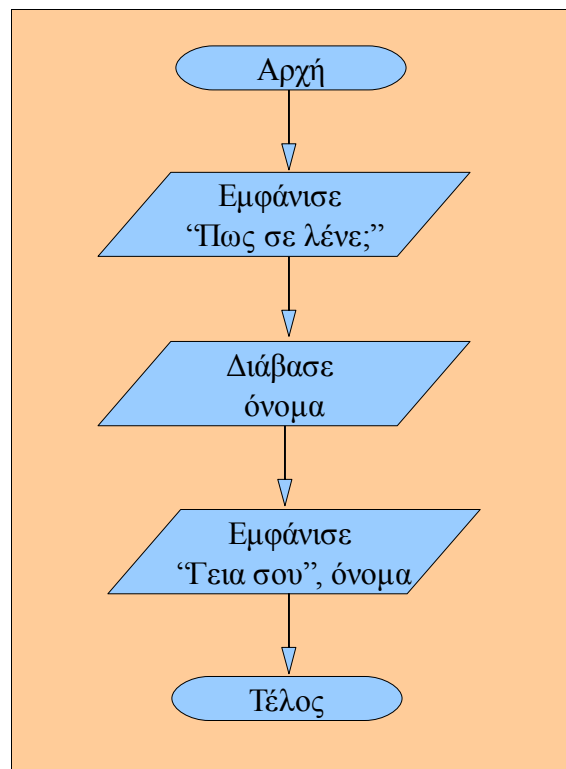 Αρχή
Εμφάνισε
“Πως σε λένε;”
Διάβασε
όνομα
Εμφάνισε
“Γεια σου”, όνομα
Τέλος